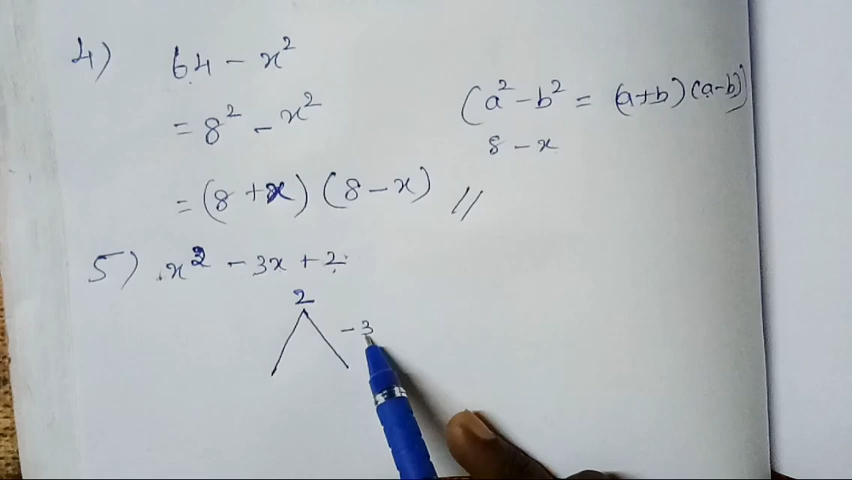 4) 64 - x²
= 8² - x²
(a² - b² = (a+b) (a-b))
8 - x
= (8 + x) (8 - x) //
5) x² - 3x + 2
2
-3